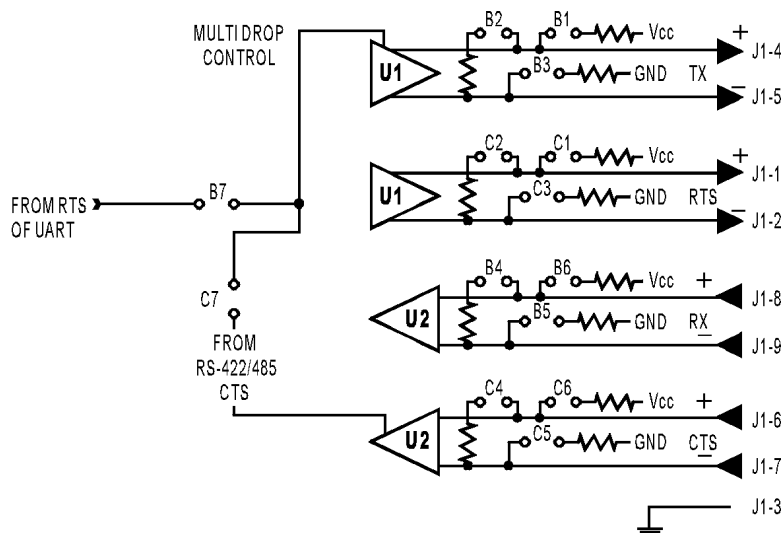 MULTI DROP
CONTROL
B2
B1
Vcc
+
J1-4
U1
B3
GND
TX
−
J1-5
C2
C1
Vcc
+
J1-1
U1
C3
GND
RTS
−
J1-2
FROM RTS
OF UART
B7
C7
FROM
RS-422/485
CTS
B4
B6
Vcc
+
J1-8
U2
B5
GND
RX
−
J1-9
C4
C6
Vcc
+
J1-6
U2
C5
GND
CTS
−
J1-7
J1-3